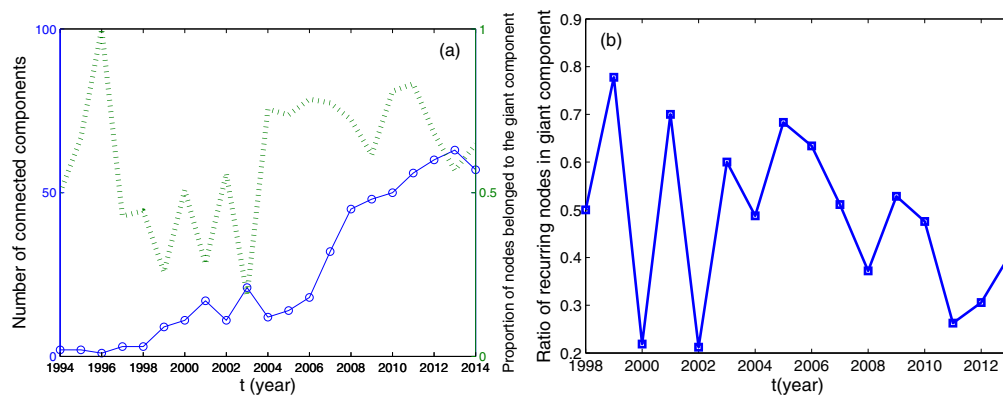 (a)
Number of connected components
100
50
0
1
0.5
0
Proportion of nodes belonged to the giant component
1994 1996 1998 2000 2002 2004 2006 2008 2010 2012 2014
t (year)
(b)
Ratio of recurring nodes in giant component
0.9
0.8
0.7
0.6
0.5
0.4
0.3
0.2
1998 2000 2002 2004 2006 2008 2010 2012
t(year)